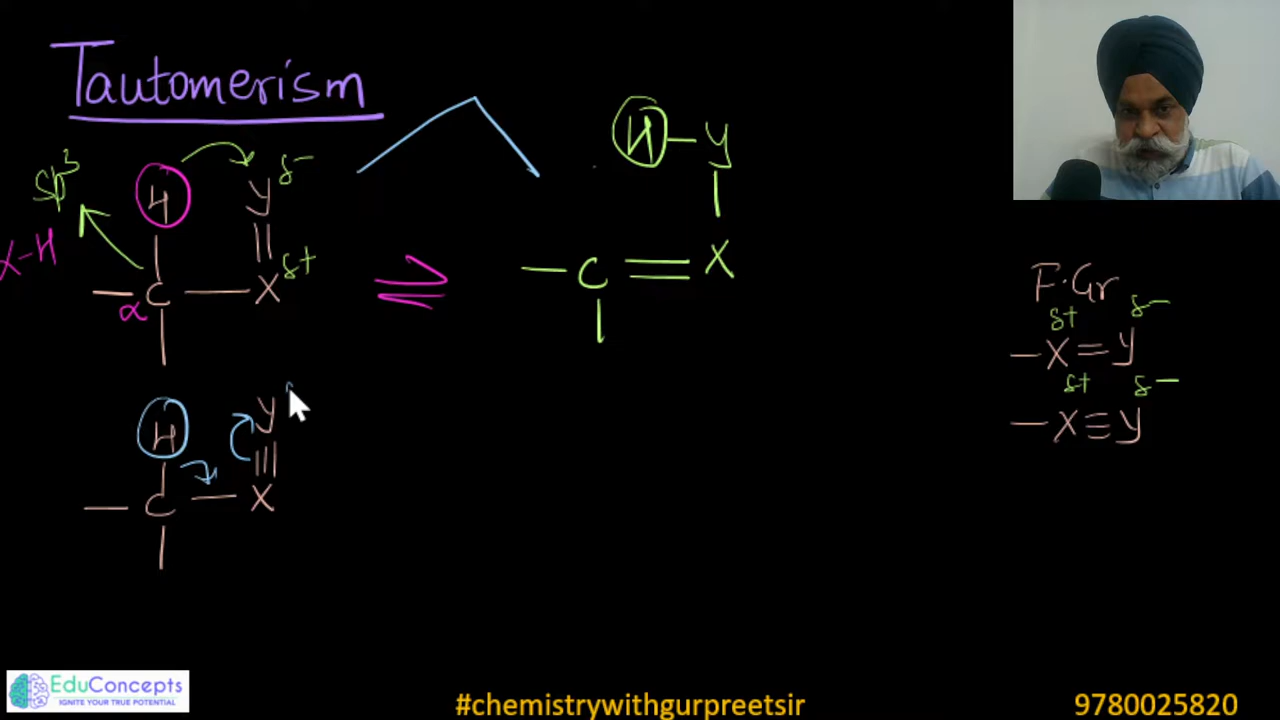 Tautomerism
sp³ H Y δ-
α-H
C X δ+
α
H - Y
C = X
H Y
C - X
F.Gr
δ+ δ-
- X = Y
δ+ δ-
- X ≡ Y
EduConcepts
IGNITE YOUR TRUE POTENTIAL
#chemistrywithgurpreetsir
9780025820